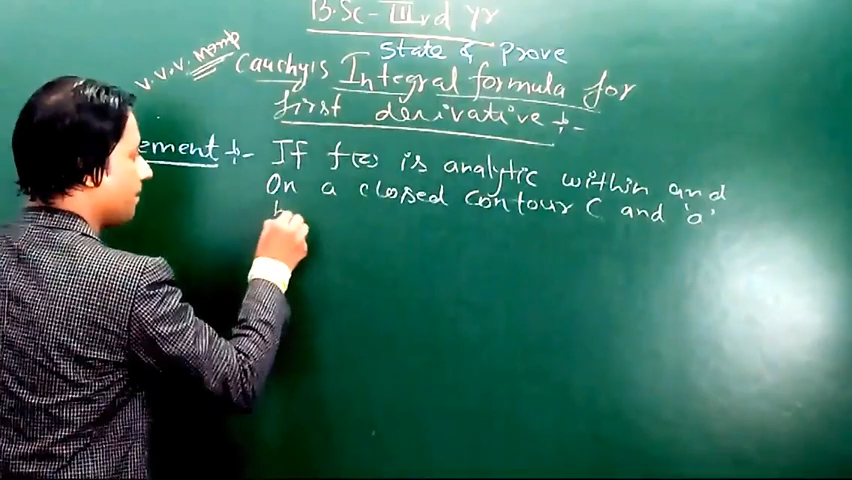 B.Sc-IIIrd yr
State & Prove
V.V.V.
Cauchy's Integral formula for
first derivative :-
ement :- If f(z) is analytic within and
On a closed contour C and 'a'